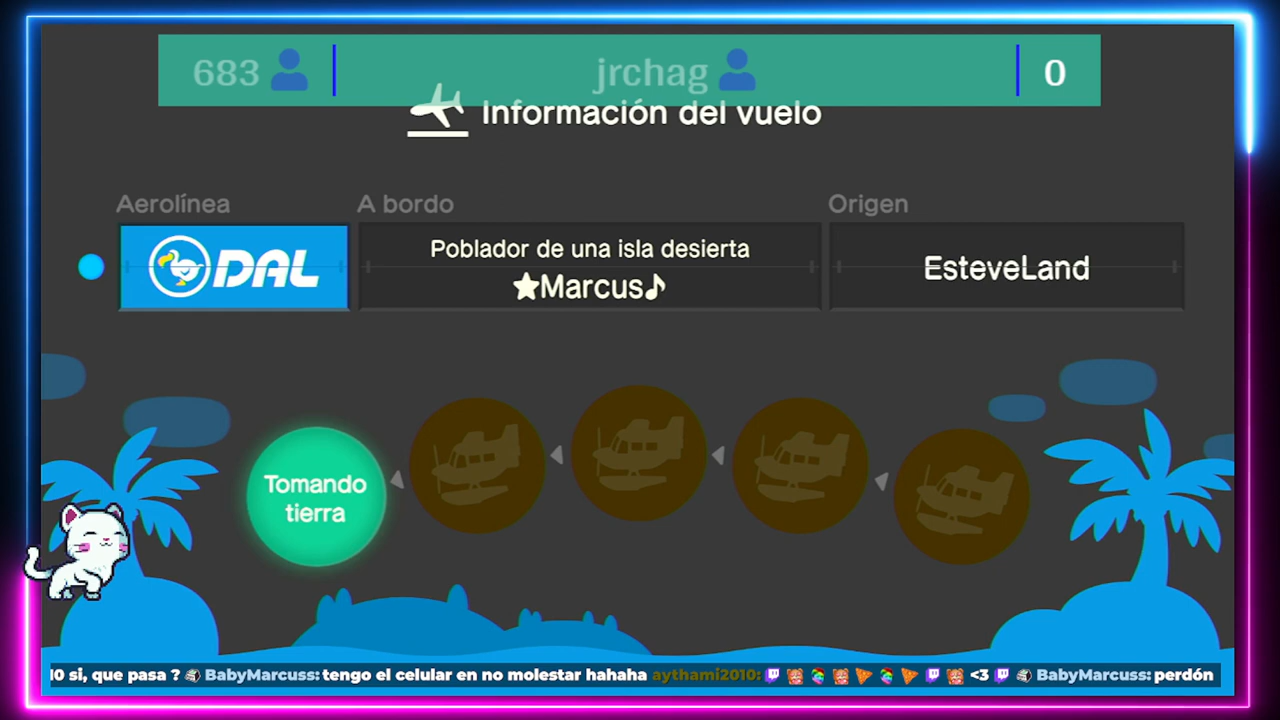 683 jrchag 0
Información del vuelo
Aerolínea A bordo Origen
DAL
Poblador de una isla desierta
★Marcus♪
EsteveLand
Tomando
tierra
10 si, que pasa ? BabyMarcuss: tengo el celular en no molestar hahaha aythami2010: <3 BabyMarcuss: perdón